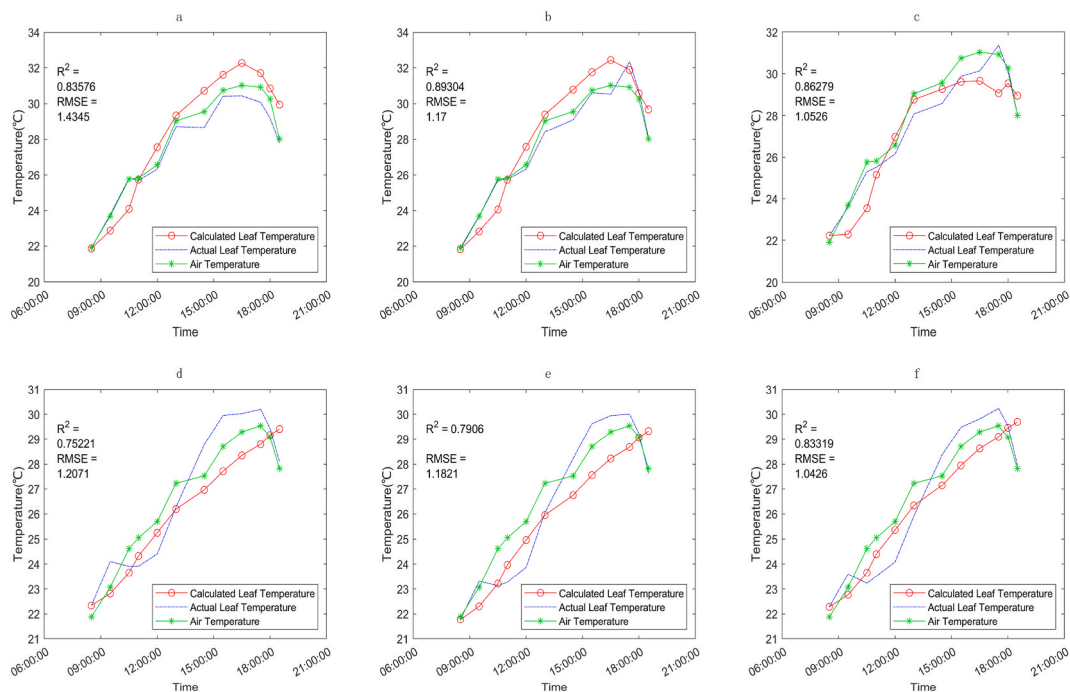 a
34
32
30
28
26
24
22
20
Temperature(℃)
R² =
0.83576
RMSE =
1.4345
Calculated Leaf Temperature
Actual Leaf Temperature
Air Temperature
06:00:00
09:00:00
12:00:00
15:00:00
18:00:00
21:00:00
Time
b
34
32
30
28
26
24
22
20
Temperature(℃)
R² =
0.89304
RMSE =
1.17
Calculated Leaf Temperature
Actual Leaf Temperature
Air Temperature
06:00:00
09:00:00
12:00:00
15:00:00
18:00:00
21:00:00
Time
c
32
30
28
26
24
22
20
Temperature(℃)
R² =
0.86279
RMSE =
1.0526
Calculated Leaf Temperature
Actual Leaf Temperature
Air Temperature
06:00:00
09:00:00
12:00:00
15:00:00
18:00:00
21:00:00
Time
d
31
30
29
28
27
26
25
24
23
22
21
Temperature(℃)
R² =
0.75221
RMSE =
1.2071
Calculated Leaf Temperature
Actual Leaf Temperature
Air Temperature
06:00:00
09:00:00
12:00:00
15:00:00
18:00:00
21:00:00
Time
e
31
30
29
28
27
26
25
24
23
22
21
Temperature(℃)
R² = 0.7906
RMSE =
1.1821
Calculated Leaf Temperature
Actual Leaf Temperature
Air Temperature
06:00:00
09:00:00
12:00:00
15:00:00
18:00:00
21:00:00
Time
f
31
30
29
28
27
26
25
24
23
22
21
Temperature(℃)
R² =
0.83319
RMSE =
1.0426
Calculated Leaf Temperature
Actual Leaf Temperature
Air Temperature
06:00:00
09:00:00
12:00:00
15:00:00
18:00:00
21:00:00
Time